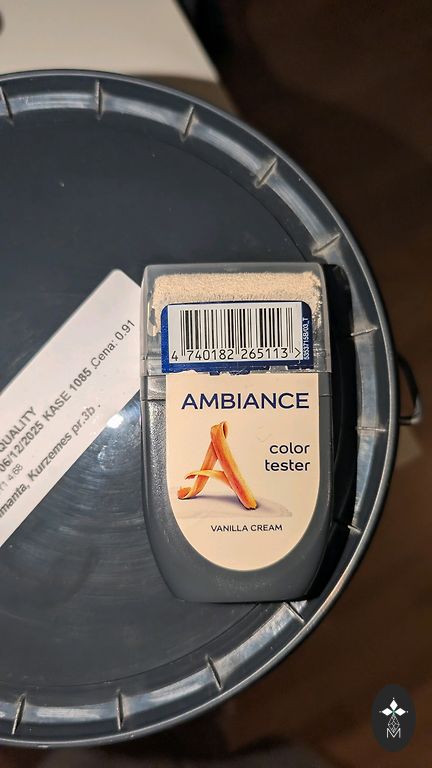 QUALITY
06/12/2025 KASE 1085 Cena: 0.91
Kurzemes pr.3b
4 740182 265113 >
AMBIANCE
color
tester
VANILLA CREAM